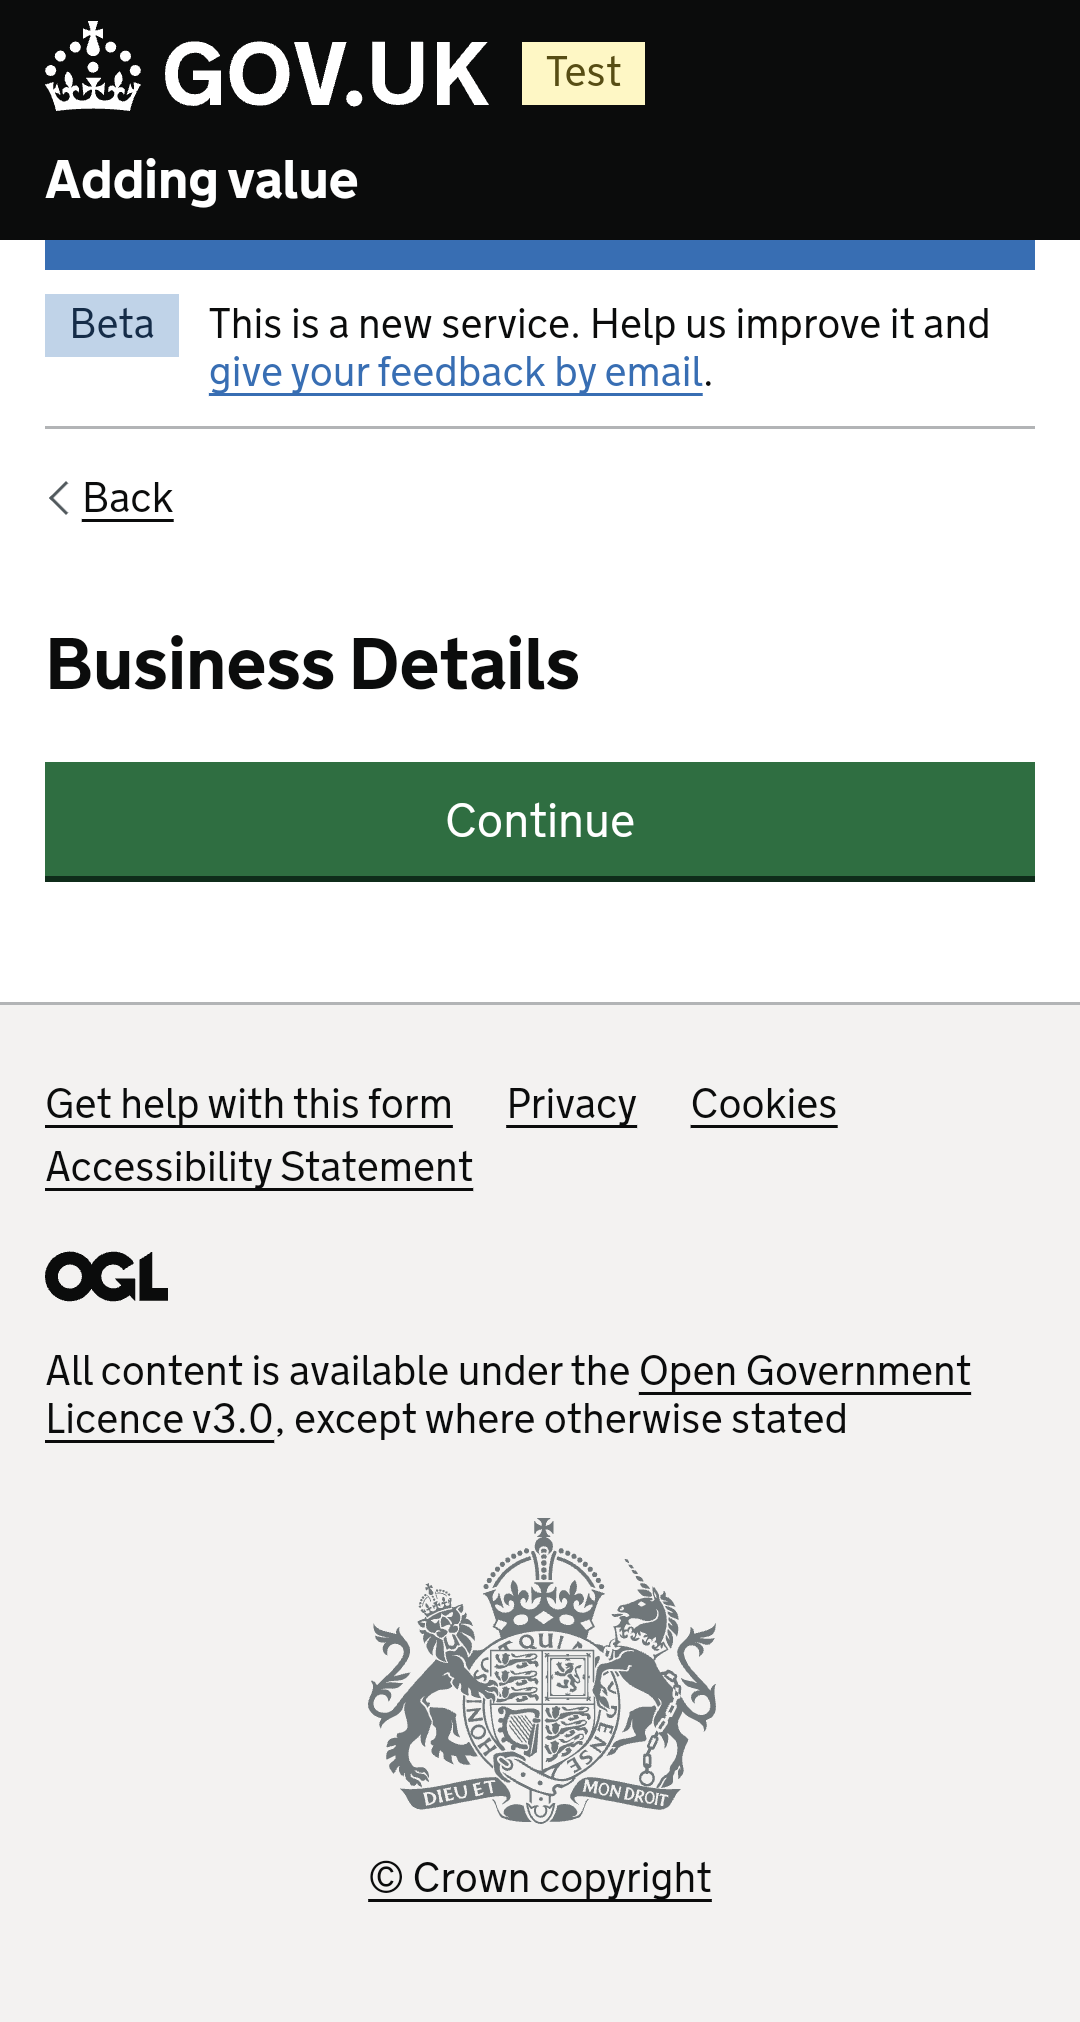 GOV.UK Test
Adding value
Beta This is a new service. Help us improve it and
give your feedback by email.
Back
Business Details
Continue
Get help with this form Privacy Cookies
Accessibility Statement
OGL
All content is available under the Open Government
Licence v3.0, except where otherwise stated
QUI
HONI
PENSE
DIEU ET MON DROIT
© Crown copyright